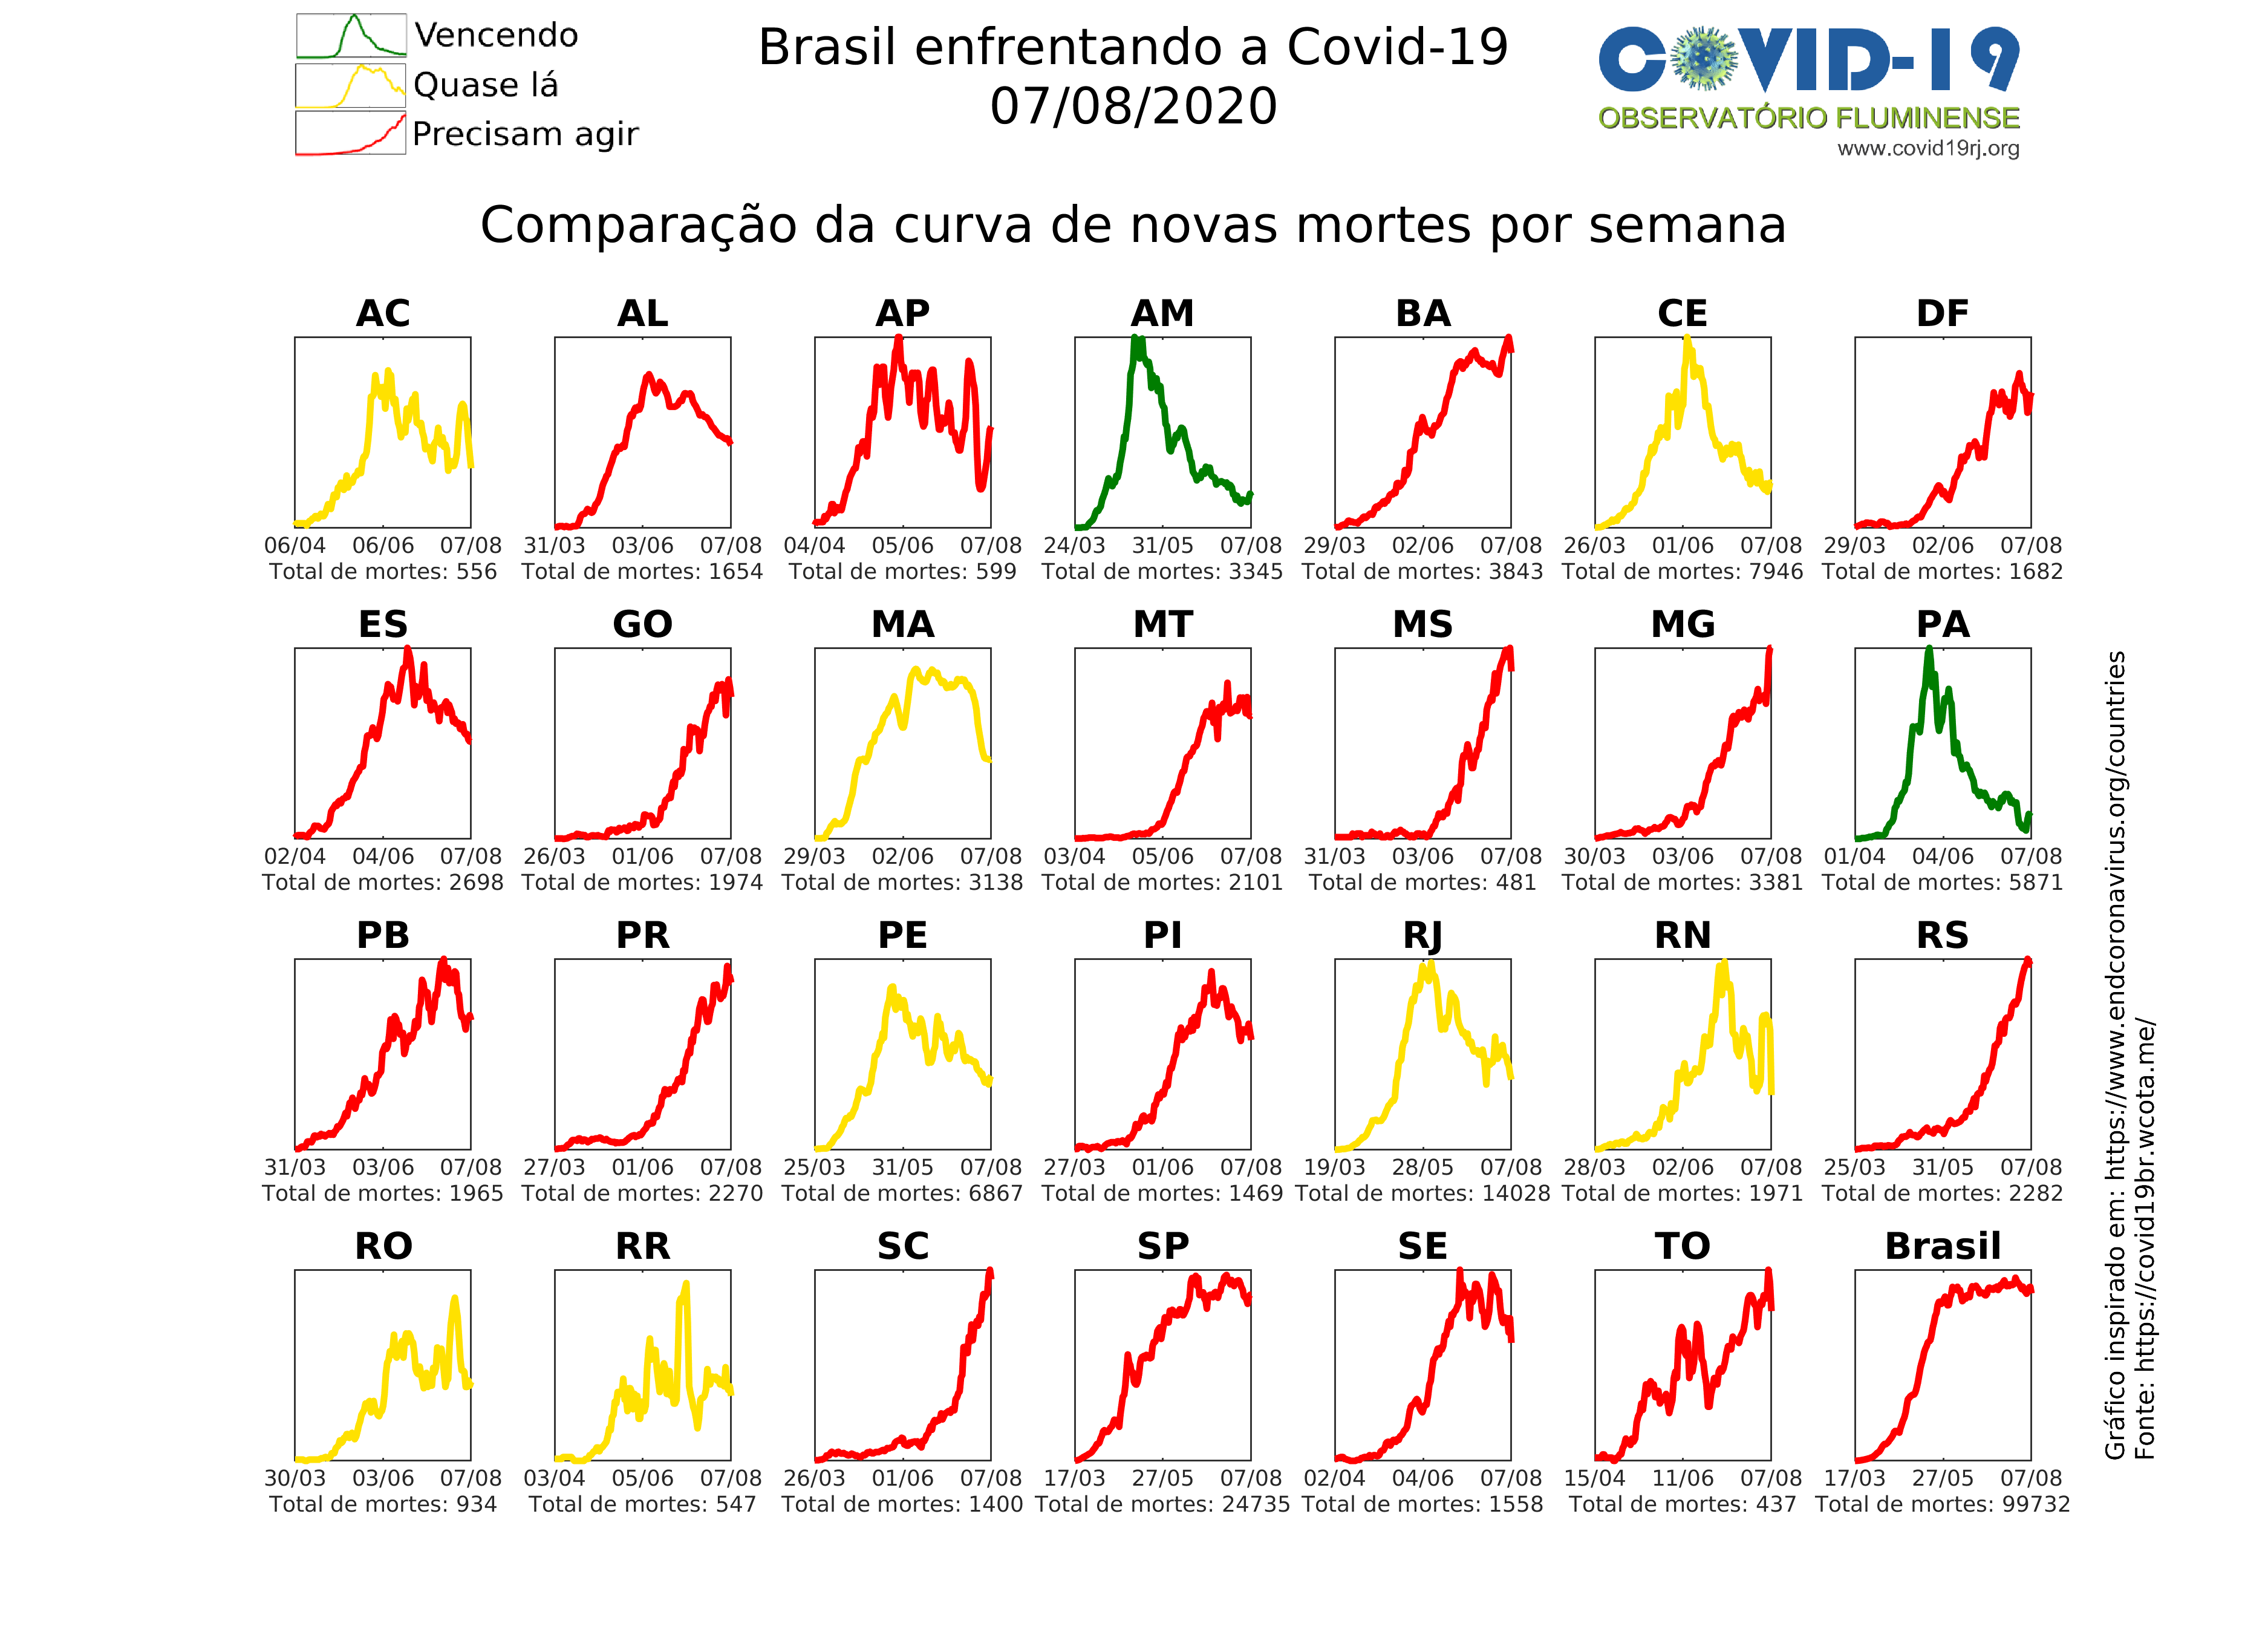 Vencendo
Quase lá
Precisam agir
Brasil enfrentando a Covid-19
07/08/2020
COVID-19
OBSERVATÓRIO FLUMINENSE
www.covid19rj.org
Comparação da curva de novas mortes por semana
AC AL AP AM BA CE DF
06/04 06/06 07/08 31/03 03/06 07/08 04/04 05/06 07/08 24/03 31/05 07/08 29/03 02/06 07/08 26/03 01/06 07/08 29/03 02/06 07/08
Total de mortes: 556 Total de mortes: 1654 Total de mortes: 599 Total de mortes: 3345 Total de mortes: 3843 Total de mortes: 7946 Total de mortes: 1682
ES GO MA MT MS MG PA
02/04 04/06 07/08 26/03 01/06 07/08 29/03 02/06 07/08 03/04 05/06 07/08 31/03 03/06 07/08 30/03 03/06 07/08 01/04 04/06 07/08
Total de mortes: 2698 Total de mortes: 1974 Total de mortes: 3138 Total de mortes: 2101 Total de mortes: 481 Total de mortes: 3381 Total de mortes: 5871
PB PR PE PI RJ RN RS
31/03 03/06 07/08 27/03 01/06 07/08 25/03 31/05 07/08 27/03 01/06 07/08 19/03 28/05 07/08 28/03 02/06 07/08 25/03 31/05 07/08
Total de mortes: 1965 Total de mortes: 2270 Total de mortes: 6867 Total de mortes: 1469 Total de mortes: 14028 Total de mortes: 1971 Total de mortes: 2282
RO RR SC SP SE TO Brasil
30/03 03/06 07/08 03/04 05/06 07/08 26/03 01/06 07/08 17/03 27/05 07/08 02/04 04/06 07/08 15/04 11/06 07/08 17/03 27/05 07/08
Total de mortes: 934 Total de mortes: 547 Total de mortes: 1400 Total de mortes: 24735 Total de mortes: 1558 Total de mortes: 437 Total de mortes: 99732
Gráfico inspirado em: https://www.endcoronavirus.org/countries
Fonte: https://covid19br.wcota.me/